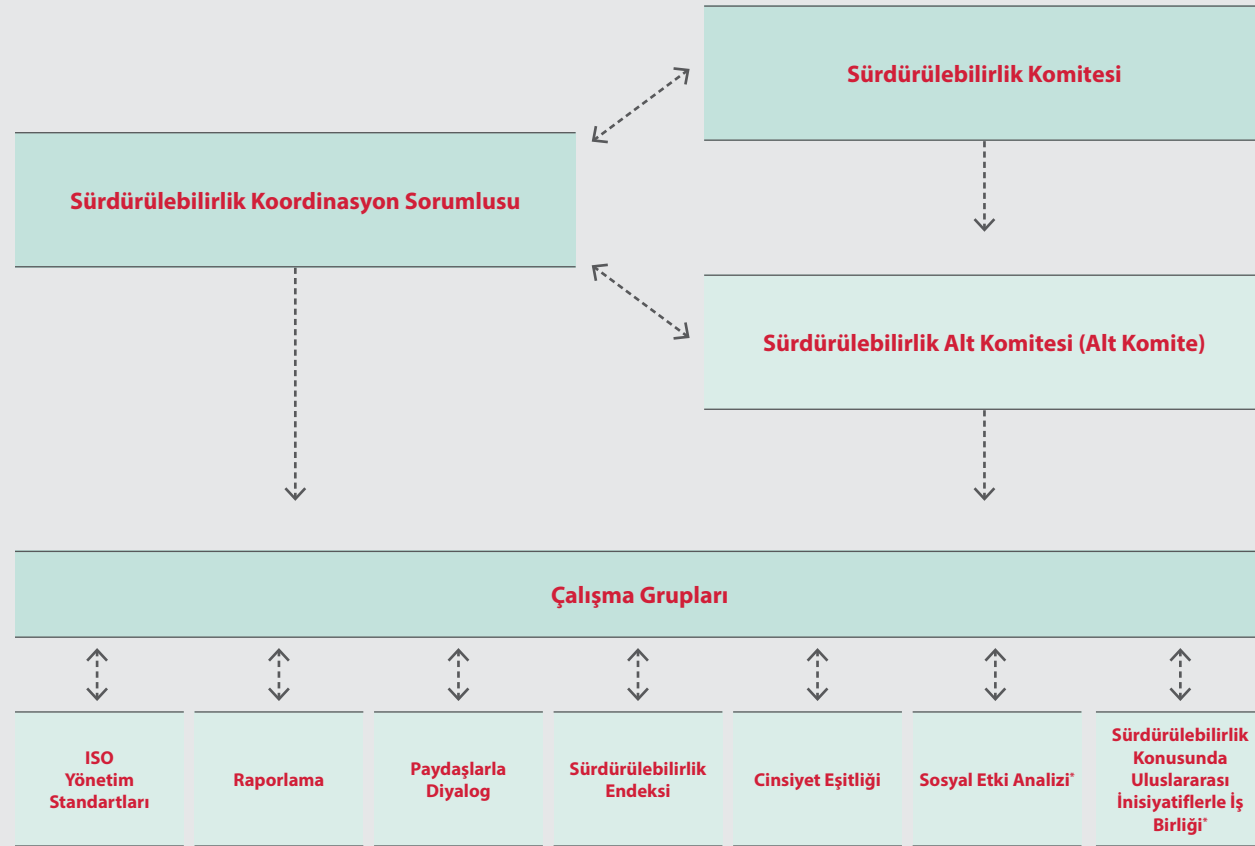 Sürdürülebilirlik Komitesi
Sürdürülebilirlik Koordinasyon Sorumlusu
Sürdürülebilirlik Alt Komitesi (Alt Komite)
Çalışma Grupları
ISO
Yönetim
Standartları
Raporlama
Paydaşlarla
Diyalog
Sürdürülebilirlik
Endeksi
Cinsiyet Eşitliği
Sosyal Etki Analizi*
Sürdürülebilirlik
Konusunda
Uluslararası
İnisiyatiflerle İş
Birliği*